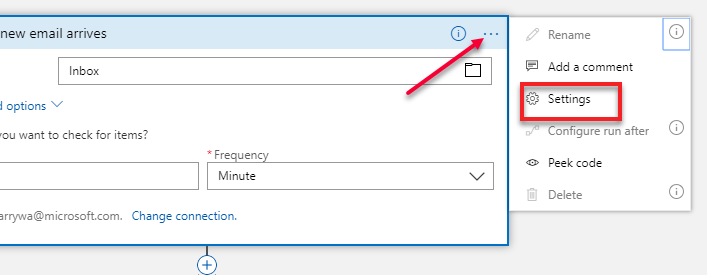 new email arrives
Inbox
d options
you want to check for items?
* Frequency
Minute
arrywa@microsoft.com. Change connection.
Rename
Add a comment
Settings
Configure run after
Peek code
Delete